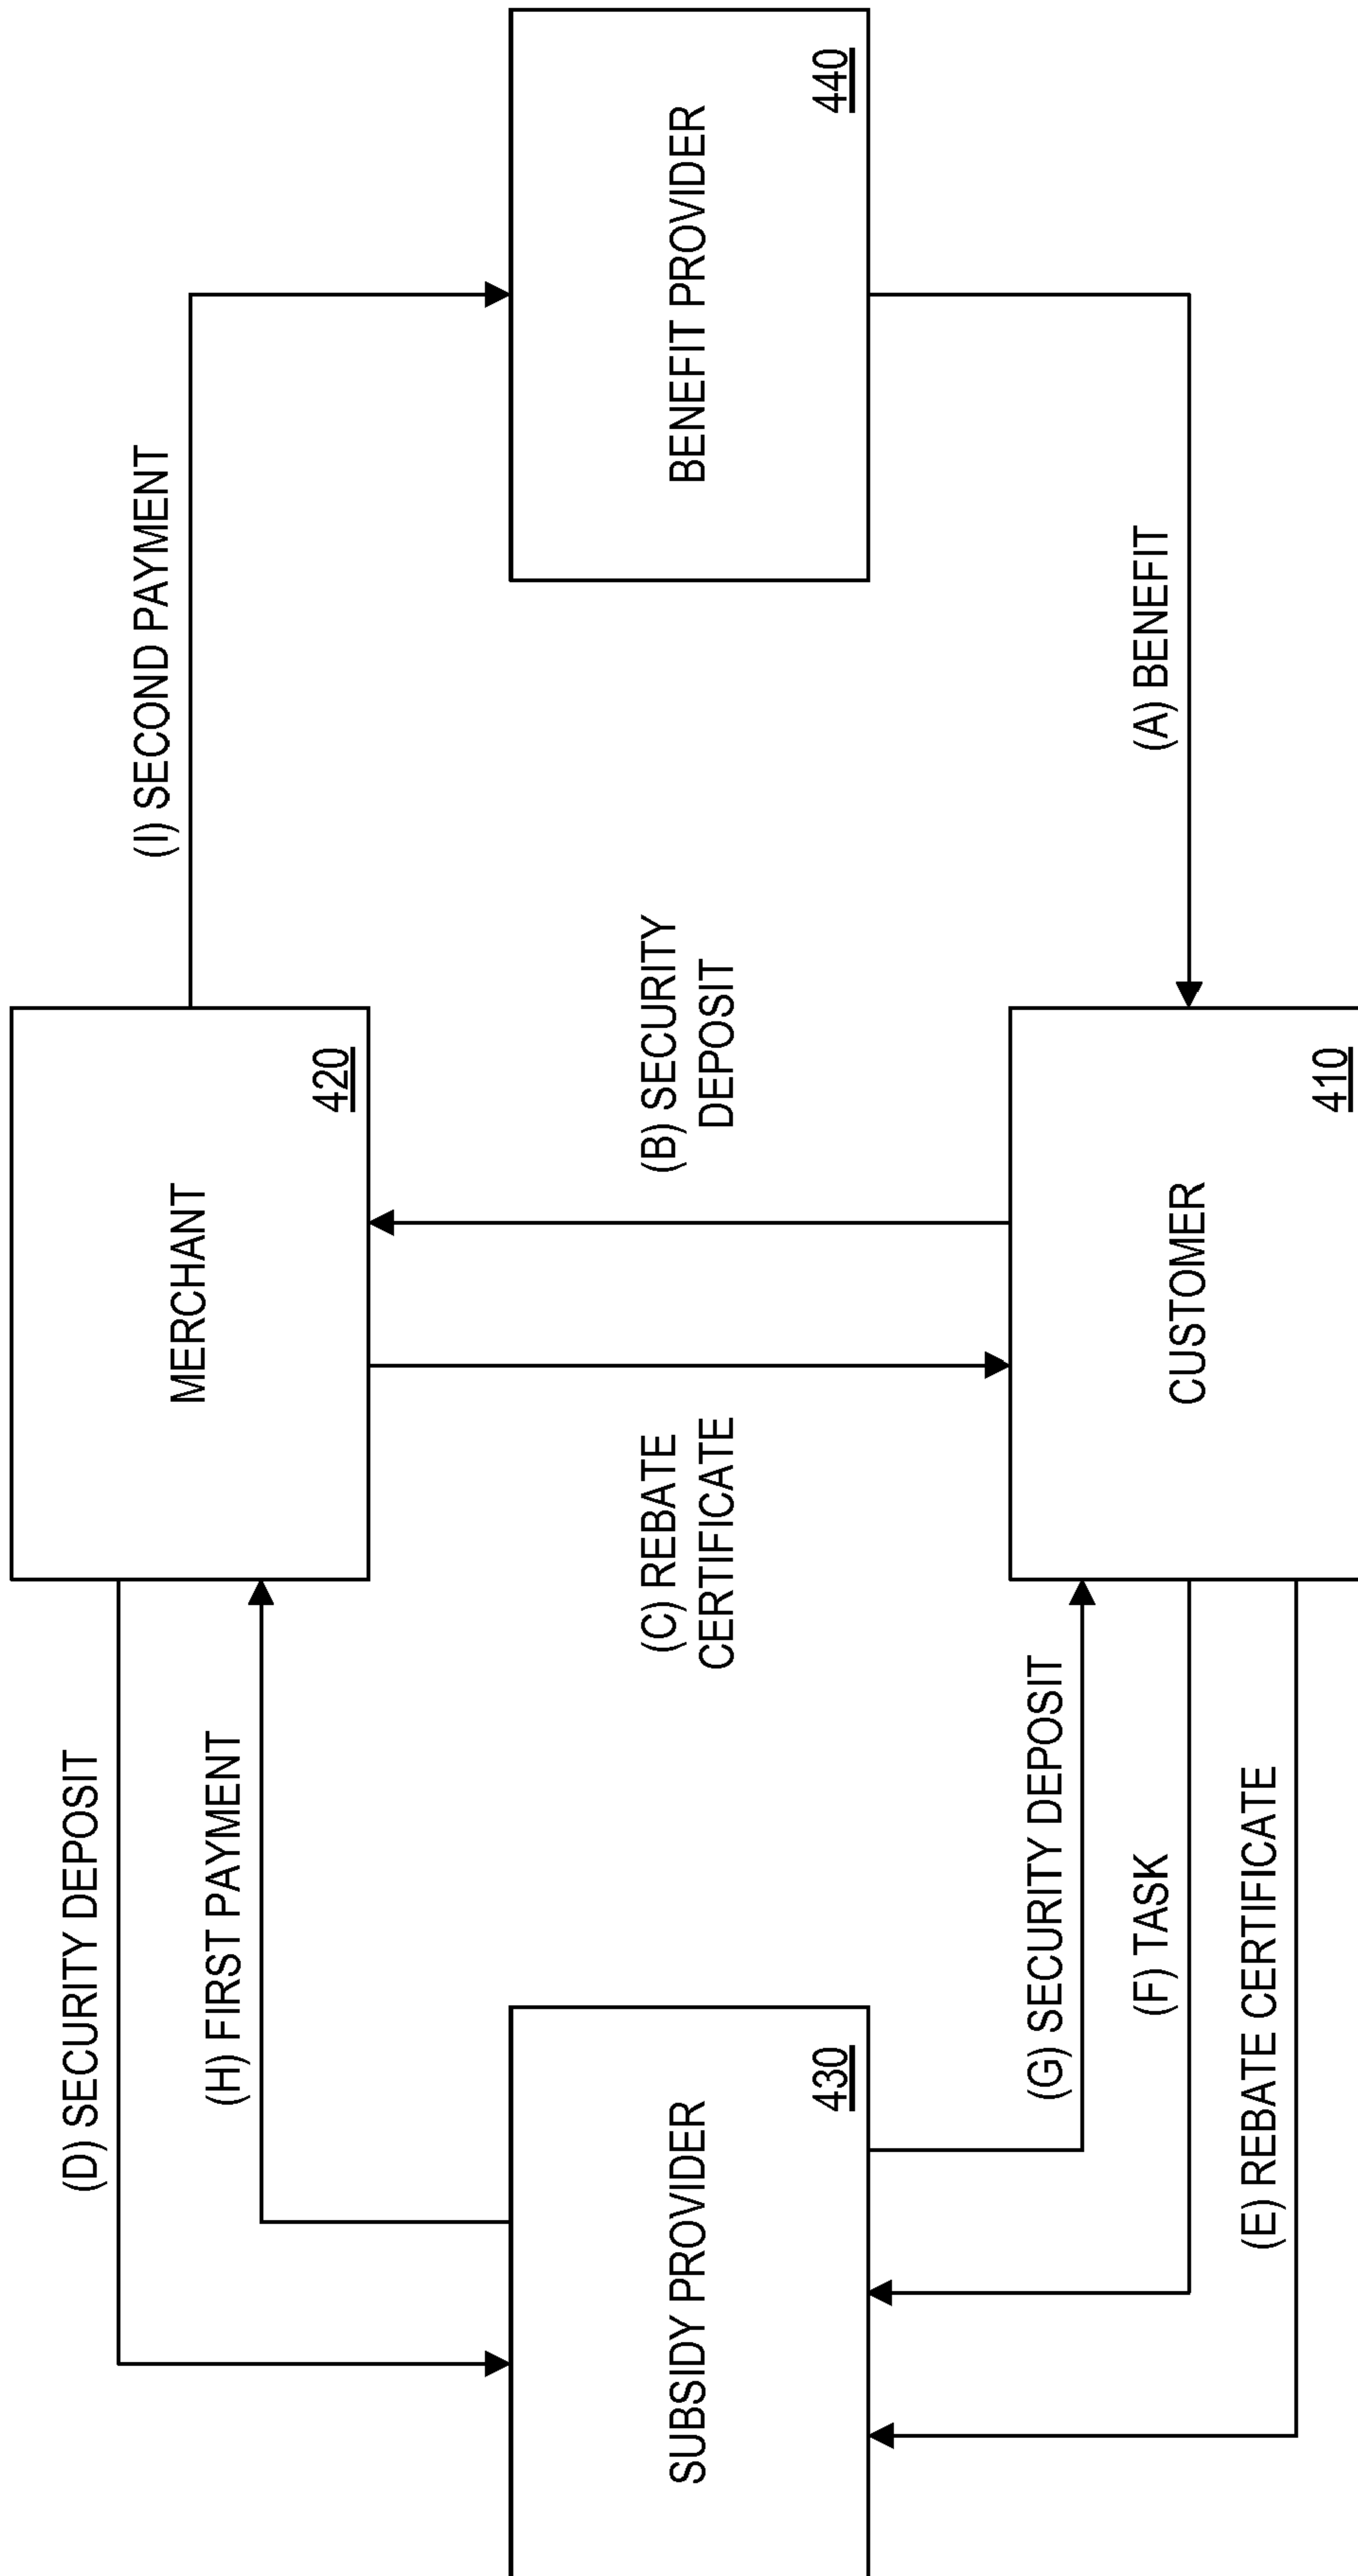 (D) SECURITY DEPOSIT
(H) FIRST PAYMENT
MERCHANT
420
(I) SECOND PAYMENT
SUBSIDY PROVIDER
430
(C) REBATE
CERTIFICATE
(B) SECURITY
DEPOSIT
BENEFIT PROVIDER
440
(G) SECURITY DEPOSIT
(F) TASK
(E) REBATE CERTIFICATE
CUSTOMER
410
(A) BENEFIT